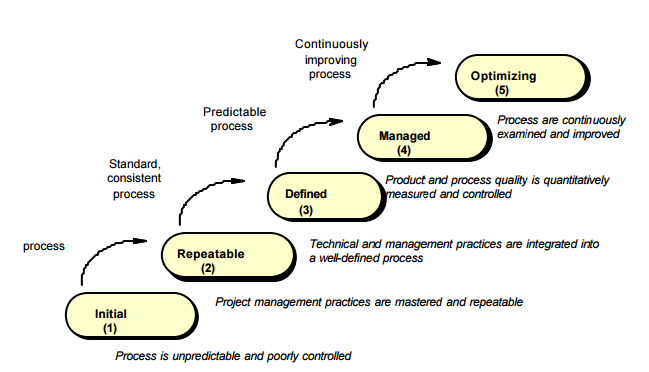 Continuously
improving
process
Optimizing
(5)
Process are continuously
examined and improved
Predictable
process
Managed
(4)
Product and process quality is quantitatively
measured and controlled
Standard,
consistent
process
Defined
(3)
Technical and management practices are integrated into
a well-defined process
process
Repeatable
(2)
Project management practices are mastered and repeatable
Initial
(1)
Process is unpredictable and poorly controlled